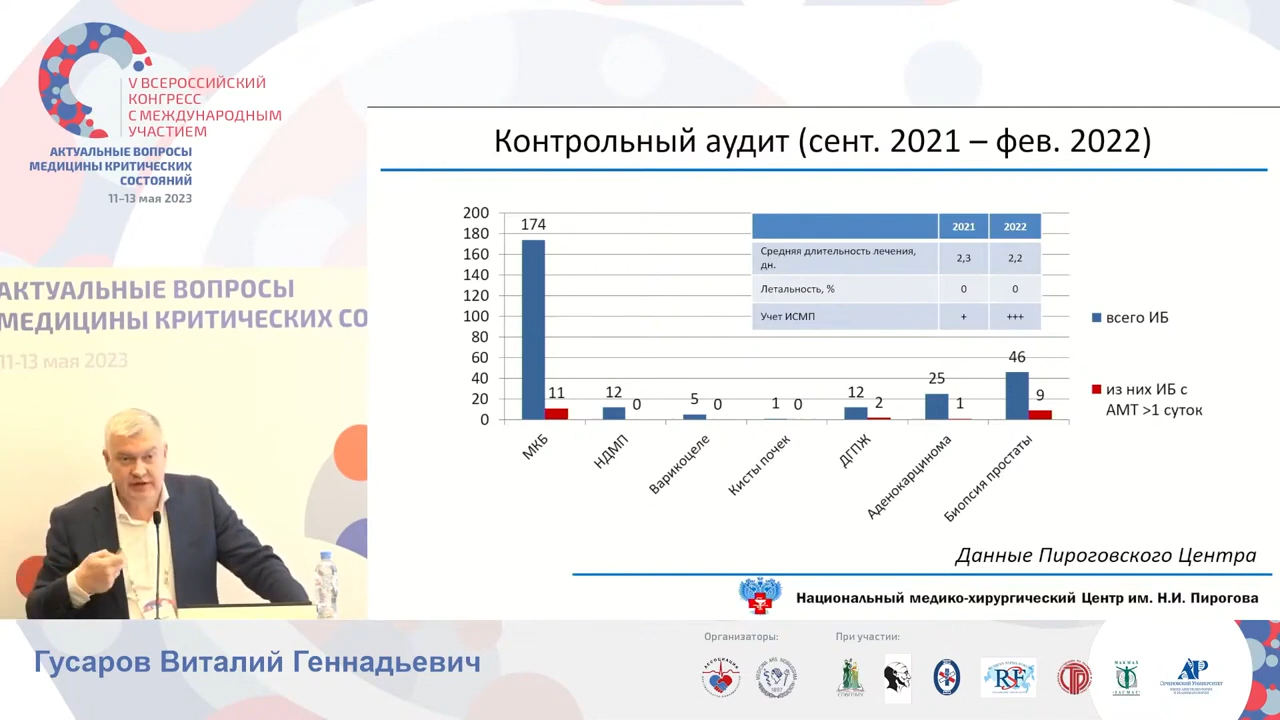 V ВСЕРОССИЙСКИЙ
КОНГРЕСС
С МЕЖДУНАРОДНЫМ
УЧАСТИЕМ
АКТУАЛЬНЫЕ ВОПРОСЫ
МЕДИЦИНЫ КРИТИЧЕСКИХ
СОСТОЯНИЙ
11–13 мая 2023
АКТУАЛЬНЫЕ ВОПРОСЫ
МЕДИЦИНЫ КРИТИЧЕСКИХ СО
11-13 мая 2023
Контрольный аудит (сент. 2021 – фев. 2022)
200
180
160
140
120
100
80
60
40
20
0
174
11
12
0
5
0
1
0
12
2
25
1
46
9
МКБ
НДМП
Варикоцеле
Кисты почек
ДГПЖ
Аденокарцинома
Биопсия простаты
2021 2022
Средняя длительность лечения, дн. 2,3 2,2
Летальность, % 0 0
Учет ИСМП + +++
всего ИБ
из них ИБ с
АМТ >1 суток
Данные Пироговского Центра
Национальный медико-хирургический Центр им. Н.И. Пирогова
Гусаров Виталий Геннадьевич
Организаторы:
При участии: